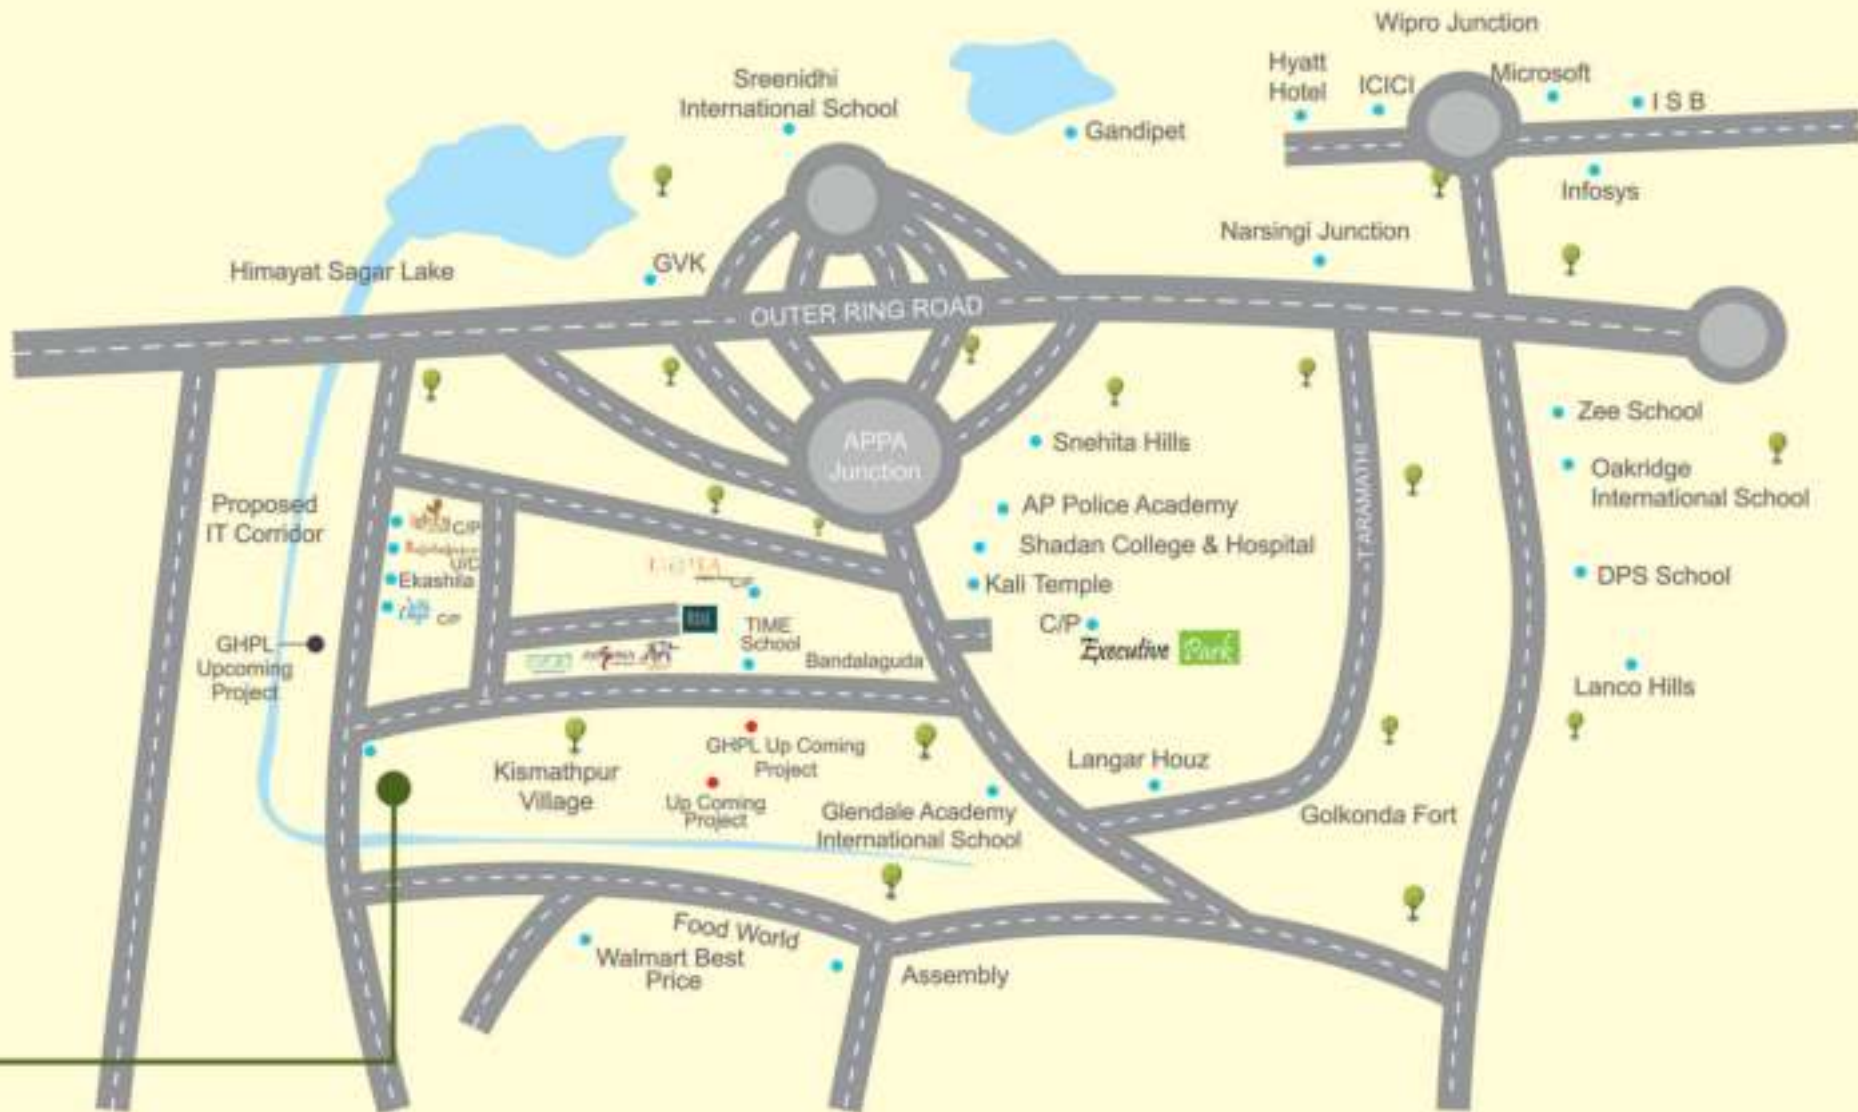 Wipro Junction
Hyatt
Hotel
ICICI
Microsoft
I S B
Sreenidhi
International School
Gandipet
Infosys
Narsingi Junction
Himayat Sagar Lake
GVK
OUTER RING ROAD
Zee School
APPA
Junction
Snehita Hills
TARAMATHI
Oakridge
International School
Proposed
IT Corridor
AP Police Academy
C/P
Shadan College & Hospital
U/C
Ekashila
C/P
Kali Temple
DPS School
C/P
GHPL
Upcoming
Project
TIME
School
Bandalaguda
C/P
Executive Park
Lanco Hills
GHPL Up Coming
Project
Kismathpur
Village
Up Coming
Project
Langar Houz
Glendale Academy
International School
Golkonda Fort
Food World
Walmart Best
Price
Assembly